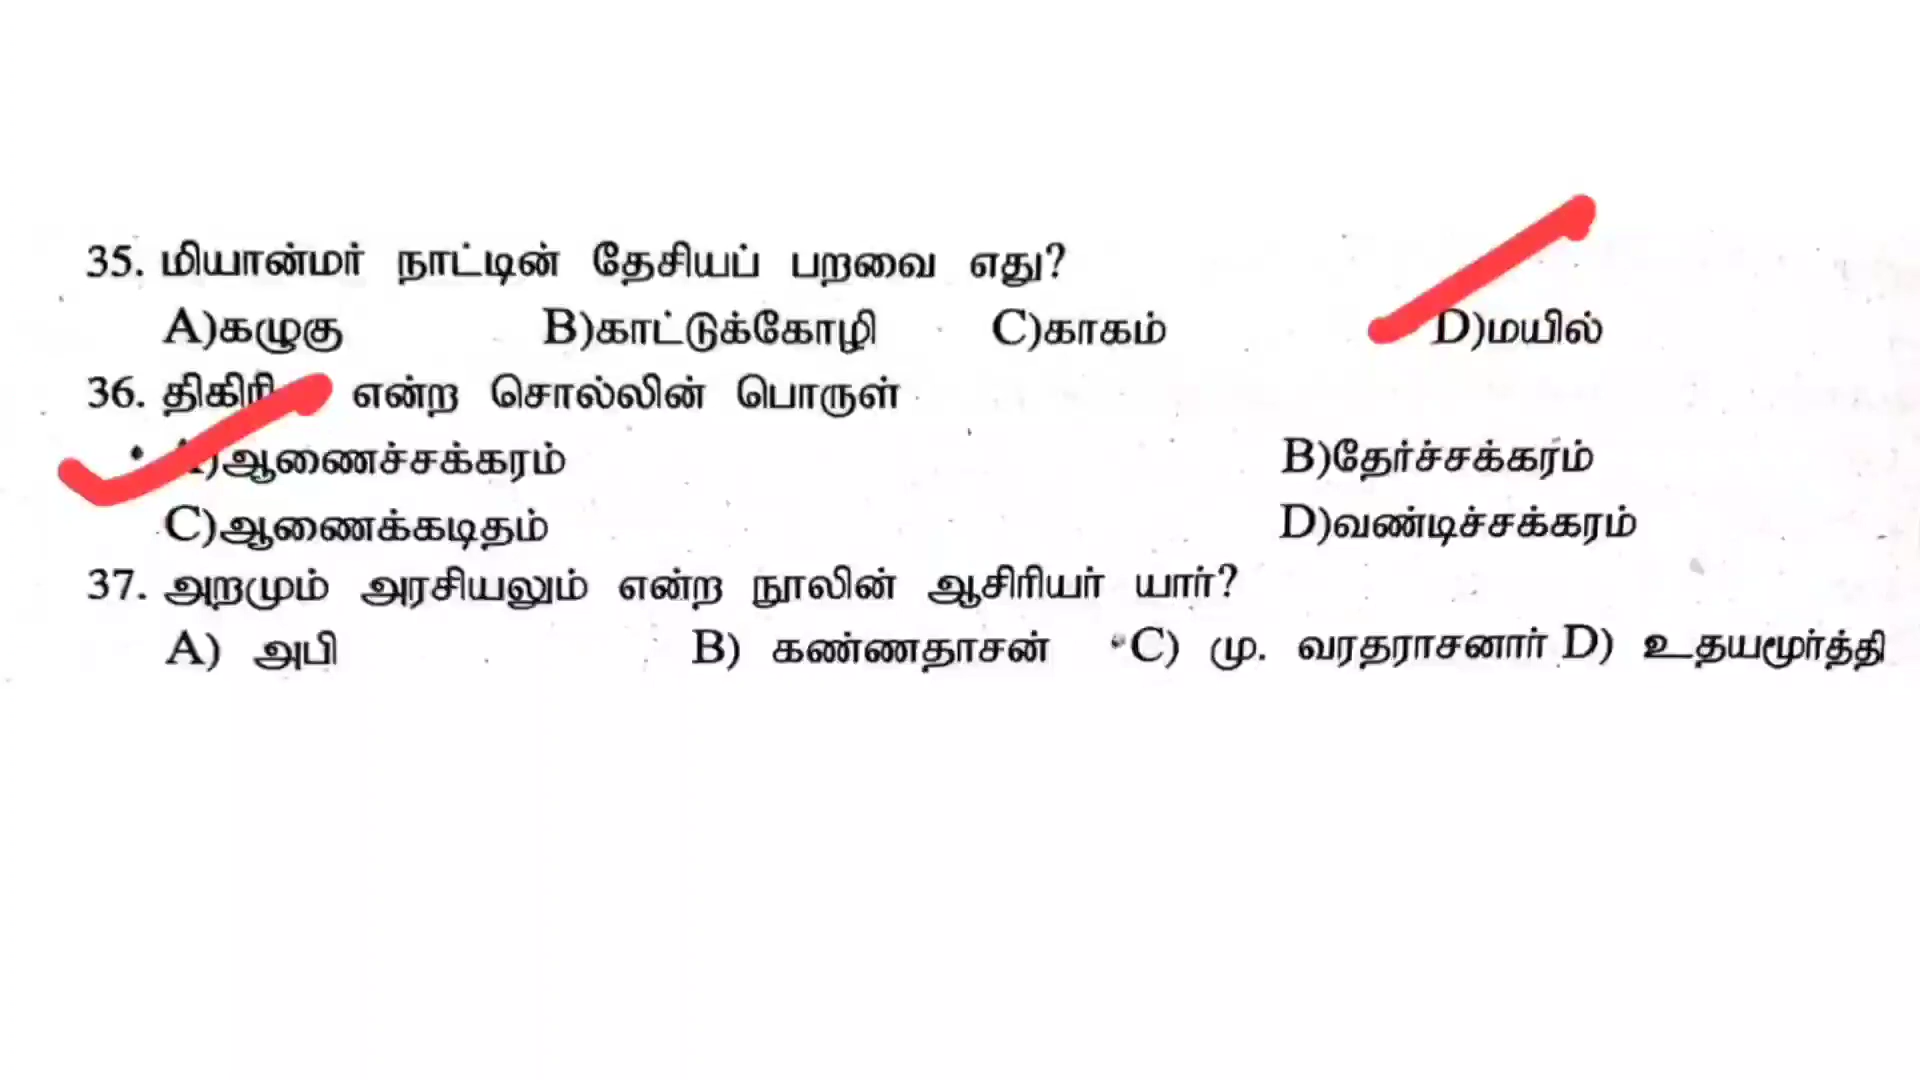 35. மியான்மர் நாட்டின் தேசியப் பறவை எது?
A)கழுகு B)காட்டுக்கோழி C)காகம் D)மயில்
36. திகிரி என்ற சொல்லின் பொருள்
A)ஆணைச்சக்கரம் B)தேர்ச்சக்கரம்
C)ஆணைக்கடிதம் D)வண்டிச்சக்கரம்
37. அறமும் அரசியலும் என்ற நூலின் ஆசிரியர் யார்?
A) அபி B) கண்ணதாசன் C) மு. வரதராசனார் D) உதயமூர்த்தி